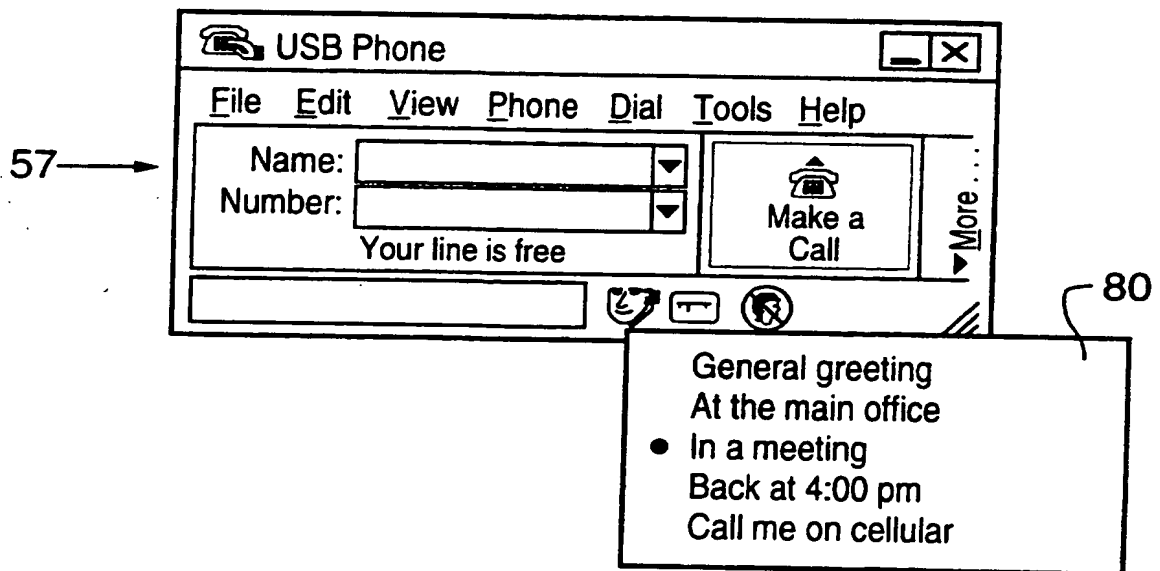 USB Phone
File Edit View Phone Dial Tools Help
57
Name:
Number:
Your line is free
Make a
Call
More...
80
General greeting
At the main office
In a meeting
Back at 4:00 pm
Call me on cellular